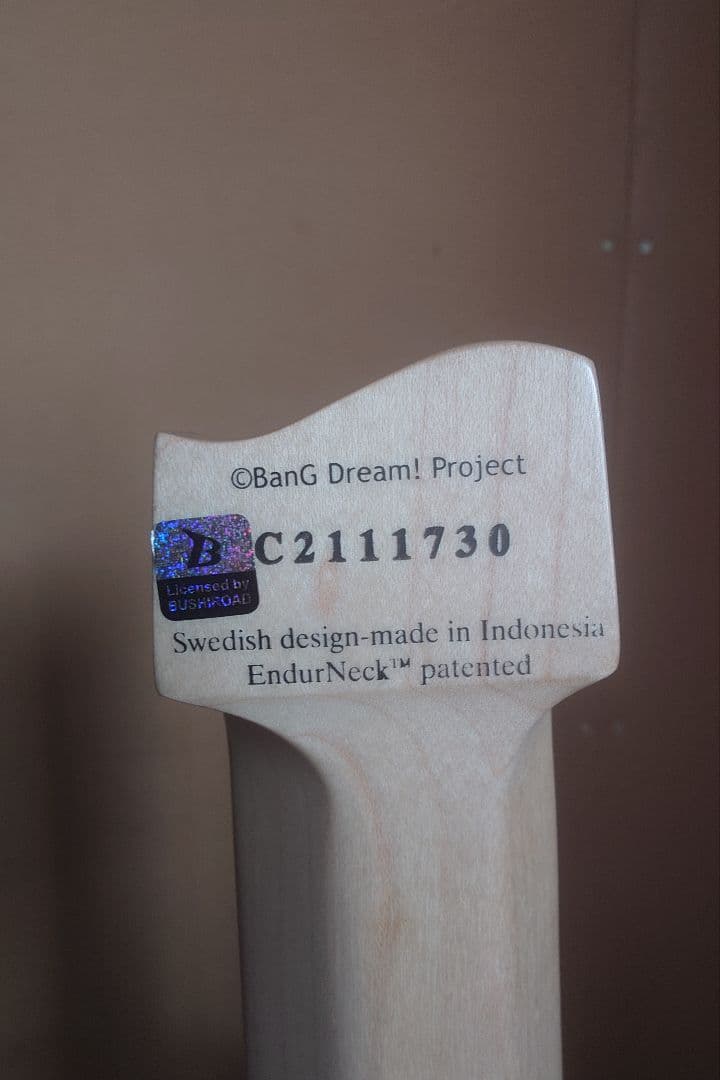 ©BanG Dream! Project
B
C2111730
Licensed by
BUSHIROAD
Swedish design-made in Indonesia
EndurNeck™ patented